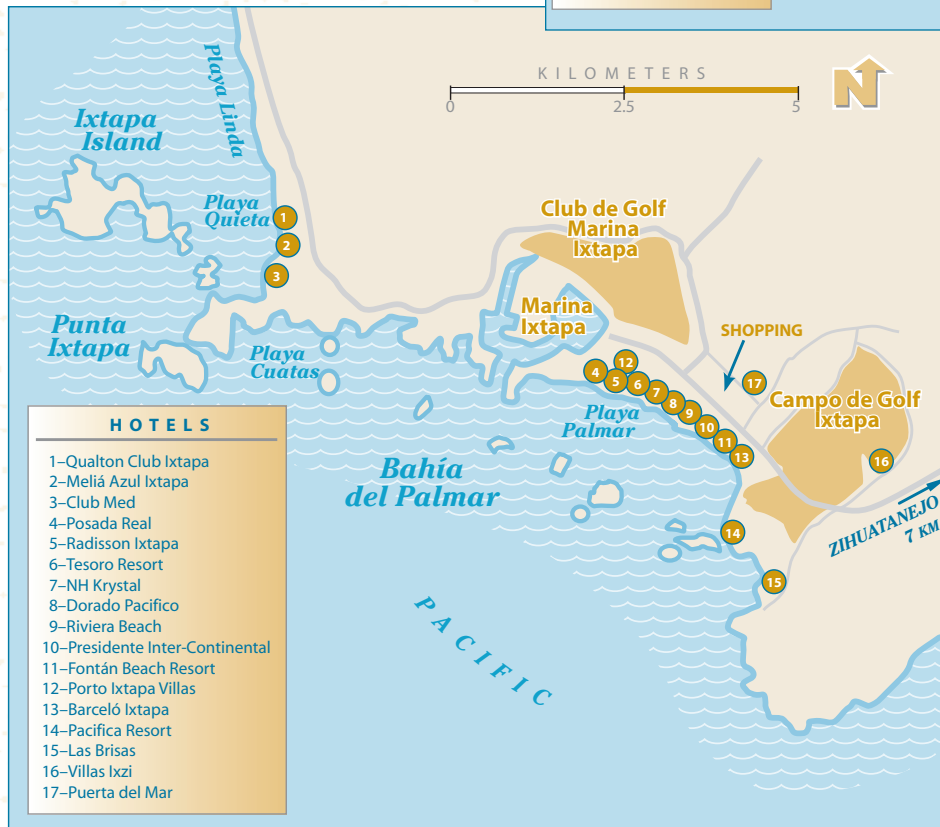 KILOMETERS
0 2.5 5
N
Playa Linda
Ixtapa
Island
Playa
Quieta
1
2
3
Club de Golf
Marina
Ixtapa
Marina
Ixtapa
Punta
Ixtapa
Playa
Cuatas
SHOPPING
12
4
5
6
7
8
9
10
11
13
17
Playa
Palmar
Campo de Golf
Ixtapa
16
Bahía
del Palmar
14
15
ZIHUATANEJO
7 KM
PACIFIC
HOTELS
1–Qualton Club Ixtapa
2–Meliá Azul Ixtapa
3–Club Med
4–Posada Real
5–Radisson Ixtapa
6–Tesoro Resort
7–NH Krystal
8–Dorado Pacifico
9–Riviera Beach
10–Presidente Inter-Continental
11–Fontán Beach Resort
12–Porto Ixtapa Villas
13–Barceló Ixtapa
14–Pacifica Resort
15–Las Brisas
16–Villas Ixzi
17–Puerta del Mar